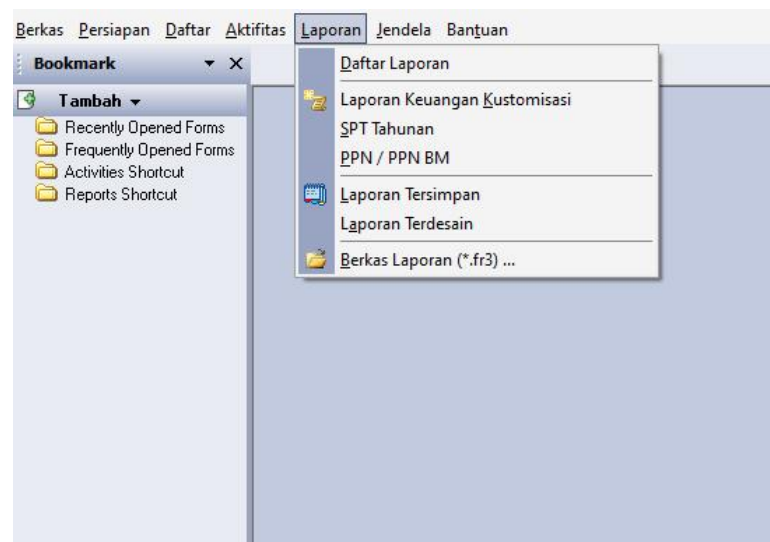 Berkas Persiapan Daftar Aktifitas Laporan Jendela Bantuan
Bookmark
Tambah
Recently Opened Forms
Frequently Opened Forms
Activities Shortcut
Reports Shortcut
Daftar Laporan
Laporan Keuangan Kustomisasi
SPT Tahunan
PPN / PPN BM
Laporan Tersimpan
Laporan Terdesain
Berkas Laporan (*.fr3) ...